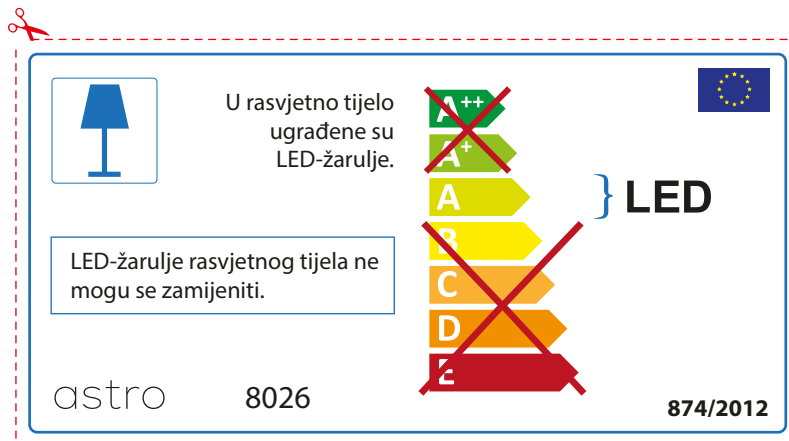 U rasvjetno tijelo
ugrađene su
LED-žarulje.
A++
A+
A
B
C
D
E
LED
LED-žarulje rasvjetnog tijela ne
mogu se zamijeniti.
astro
8026
874/2012